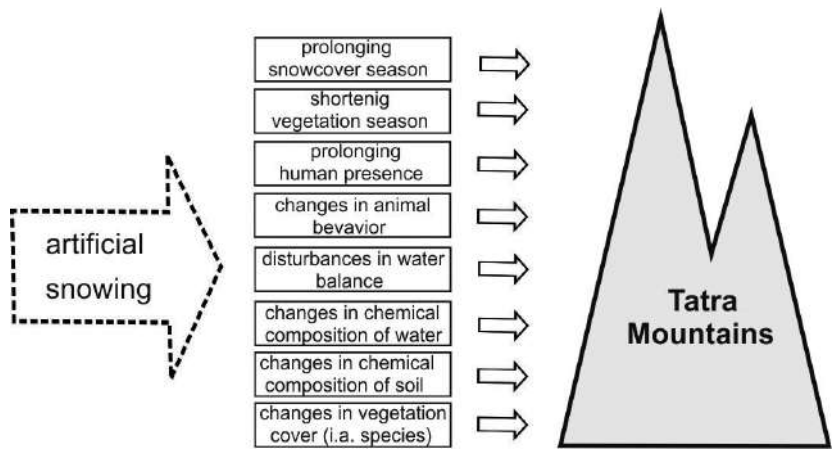 prolonging
snowcover season
shortenig
vegetation season
prolonging
human presence
changes in animal
bevavior
artificial
snowing
disturbances in water
balance
changes in chemical
composition of water
changes in chemical
composition of soil
changes in vegetation
cover (i.a. species)
Tatra
Mountains